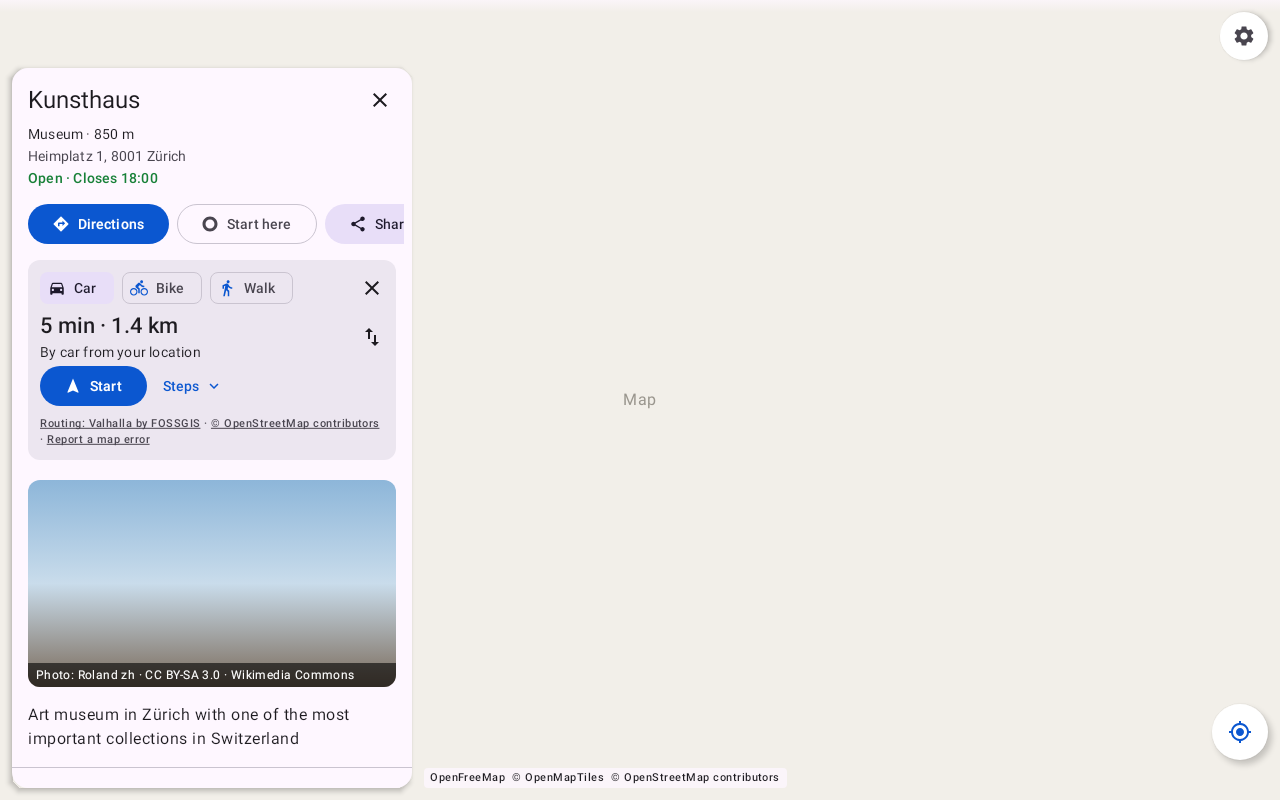 Kunsthaus
Museum · 850 m
Heimplatz 1, 8001 Zürich
Open · Closes 18:00
Directions
Start here
Shar
Car
Bike
Walk
5 min · 1.4 km
By car from your location
Start
Steps
Routing: Valhalla by FOSSGIS · © OpenStreetMap contributors
· Report a map error
Photo: Roland zh · CC BY-SA 3.0 · Wikimedia Commons
Art museum in Zürich with one of the most
important collections in Switzerland
Map
OpenFreeMap © OpenMapTiles © OpenStreetMap contributors